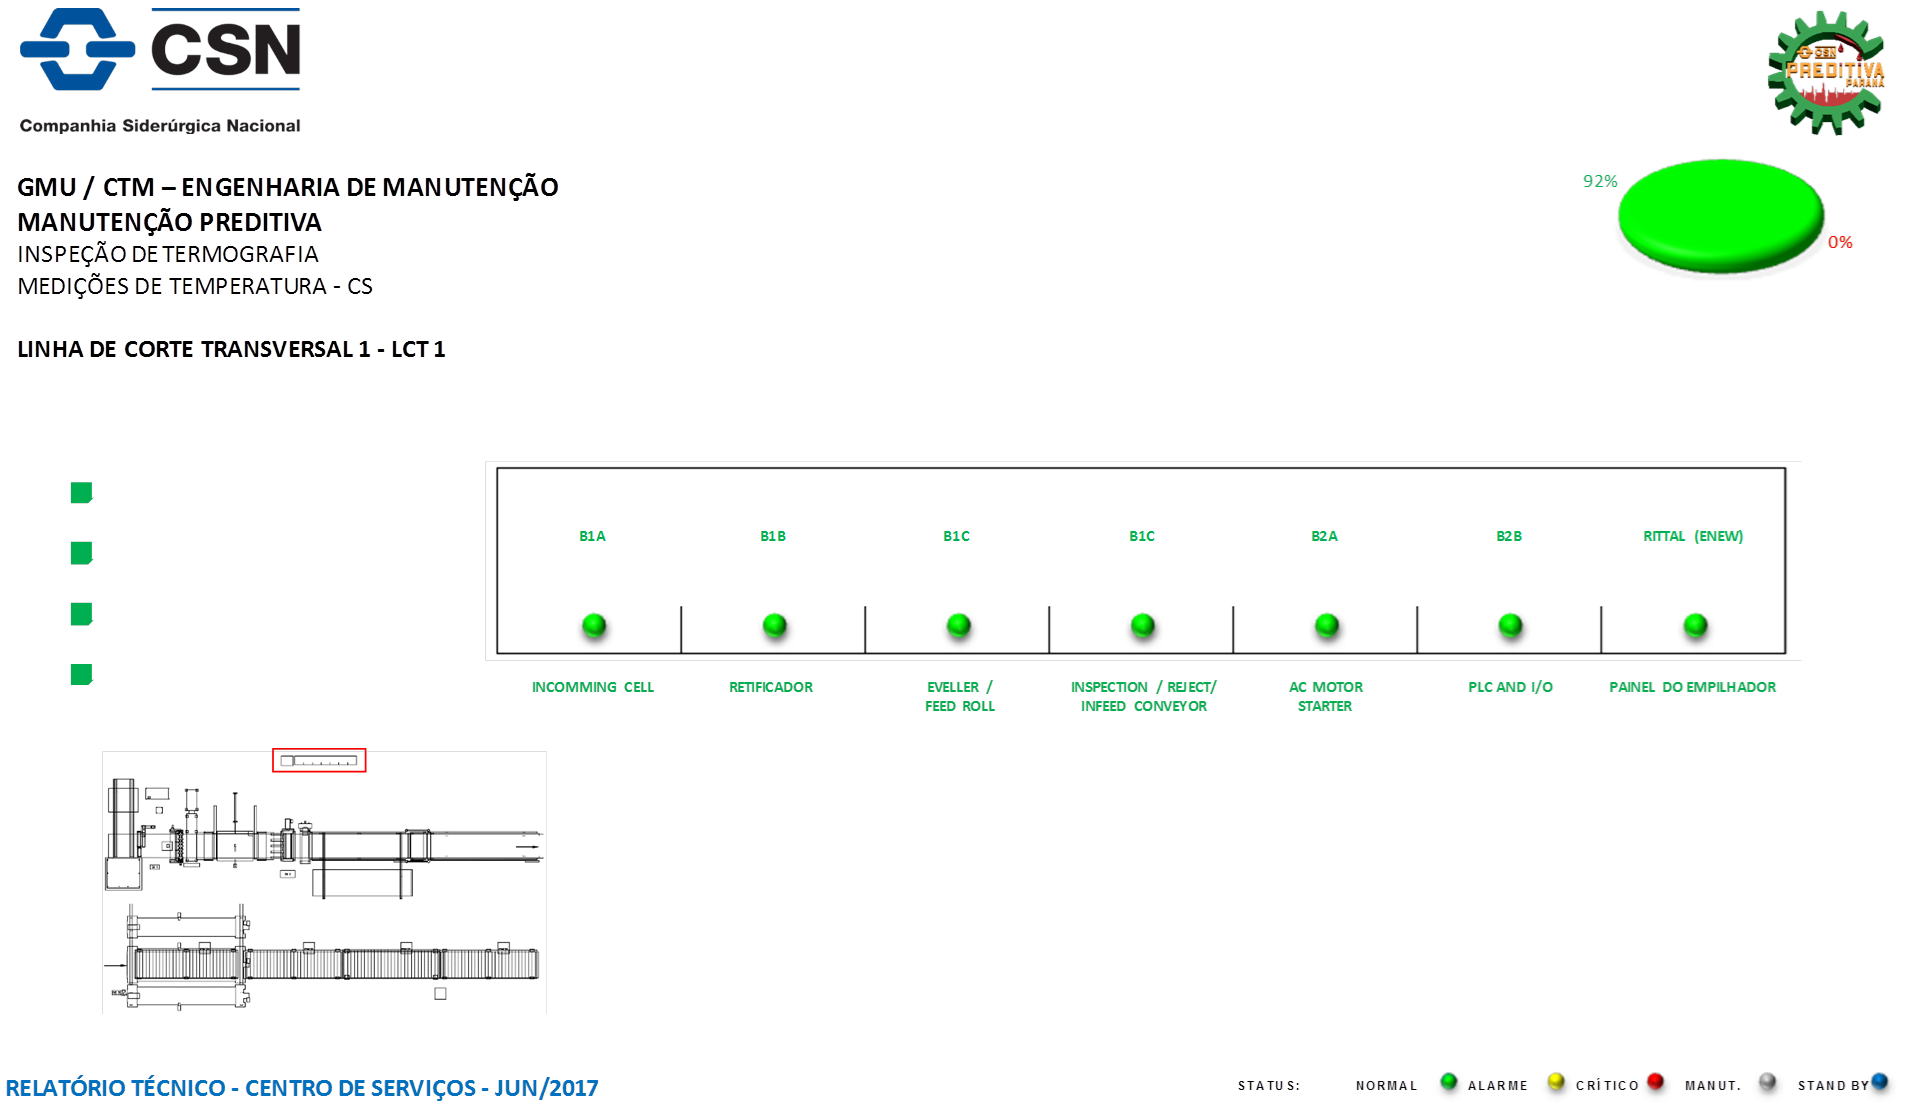 CSN
Companhia Siderúrgica Nacional
CSN
PREDITIVA
PARANÁ
GMU / CTM – ENGENHARIA DE MANUTENÇÃO
MANUTENÇÃO PREDITIVA
INSPEÇÃO DE TERMOGRAFIA
MEDIÇÕES DE TEMPERATURA - CS
92%
0%
LINHA DE CORTE TRANSVERSAL 1 - LCT 1
B1A B1B B1C B1C B2A B2B RITTAL (ENEW)
INCOMMING CELL RETIFICADOR EVELLER / INSPECTION / REJECT/ AC MOTOR PLC AND I/O PAINEL DO EMPILHADOR
FEED ROLL INFEED CONVEYOR STARTER
RELATÓRIO TÉCNICO - CENTRO DE SERVIÇOS - JUN/2017
STATUS: NORMAL ALARME CRÍTICO MANUT. STAND BY